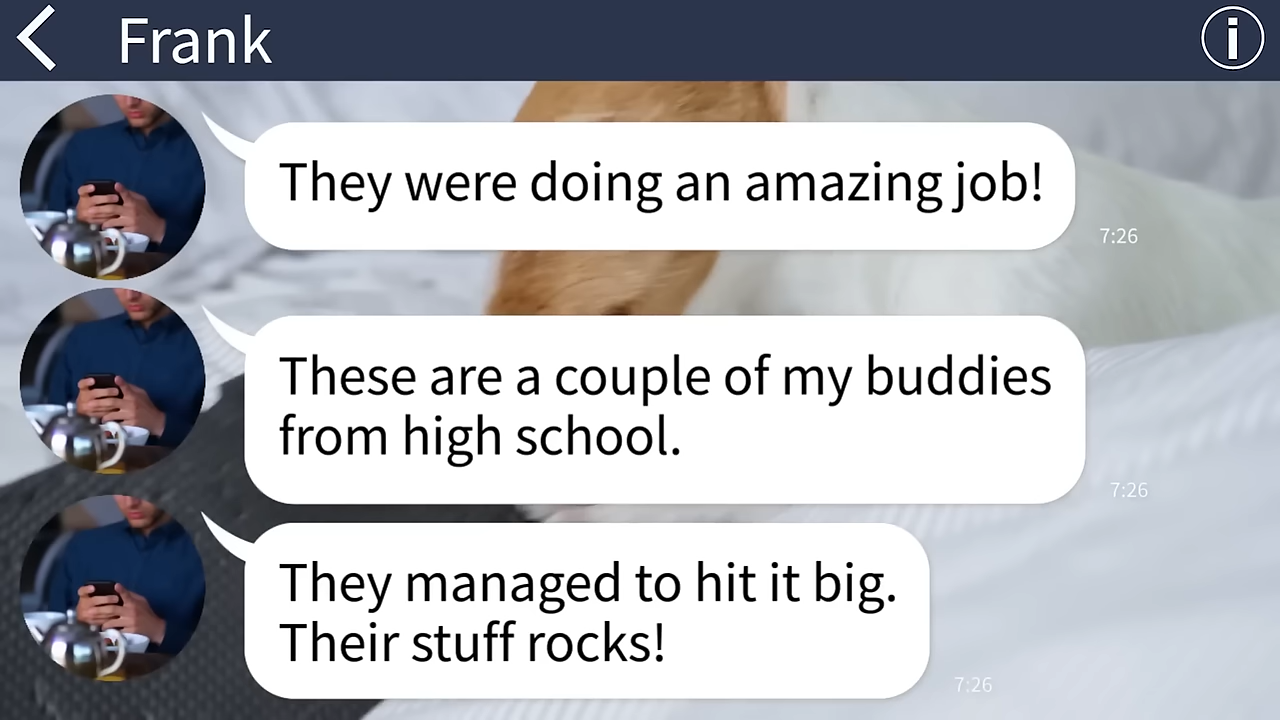 Frank
They were doing an amazing job!
7:26
These are a couple of my buddies
from high school.
7:26
They managed to hit it big.
Their stuff rocks!
7:26